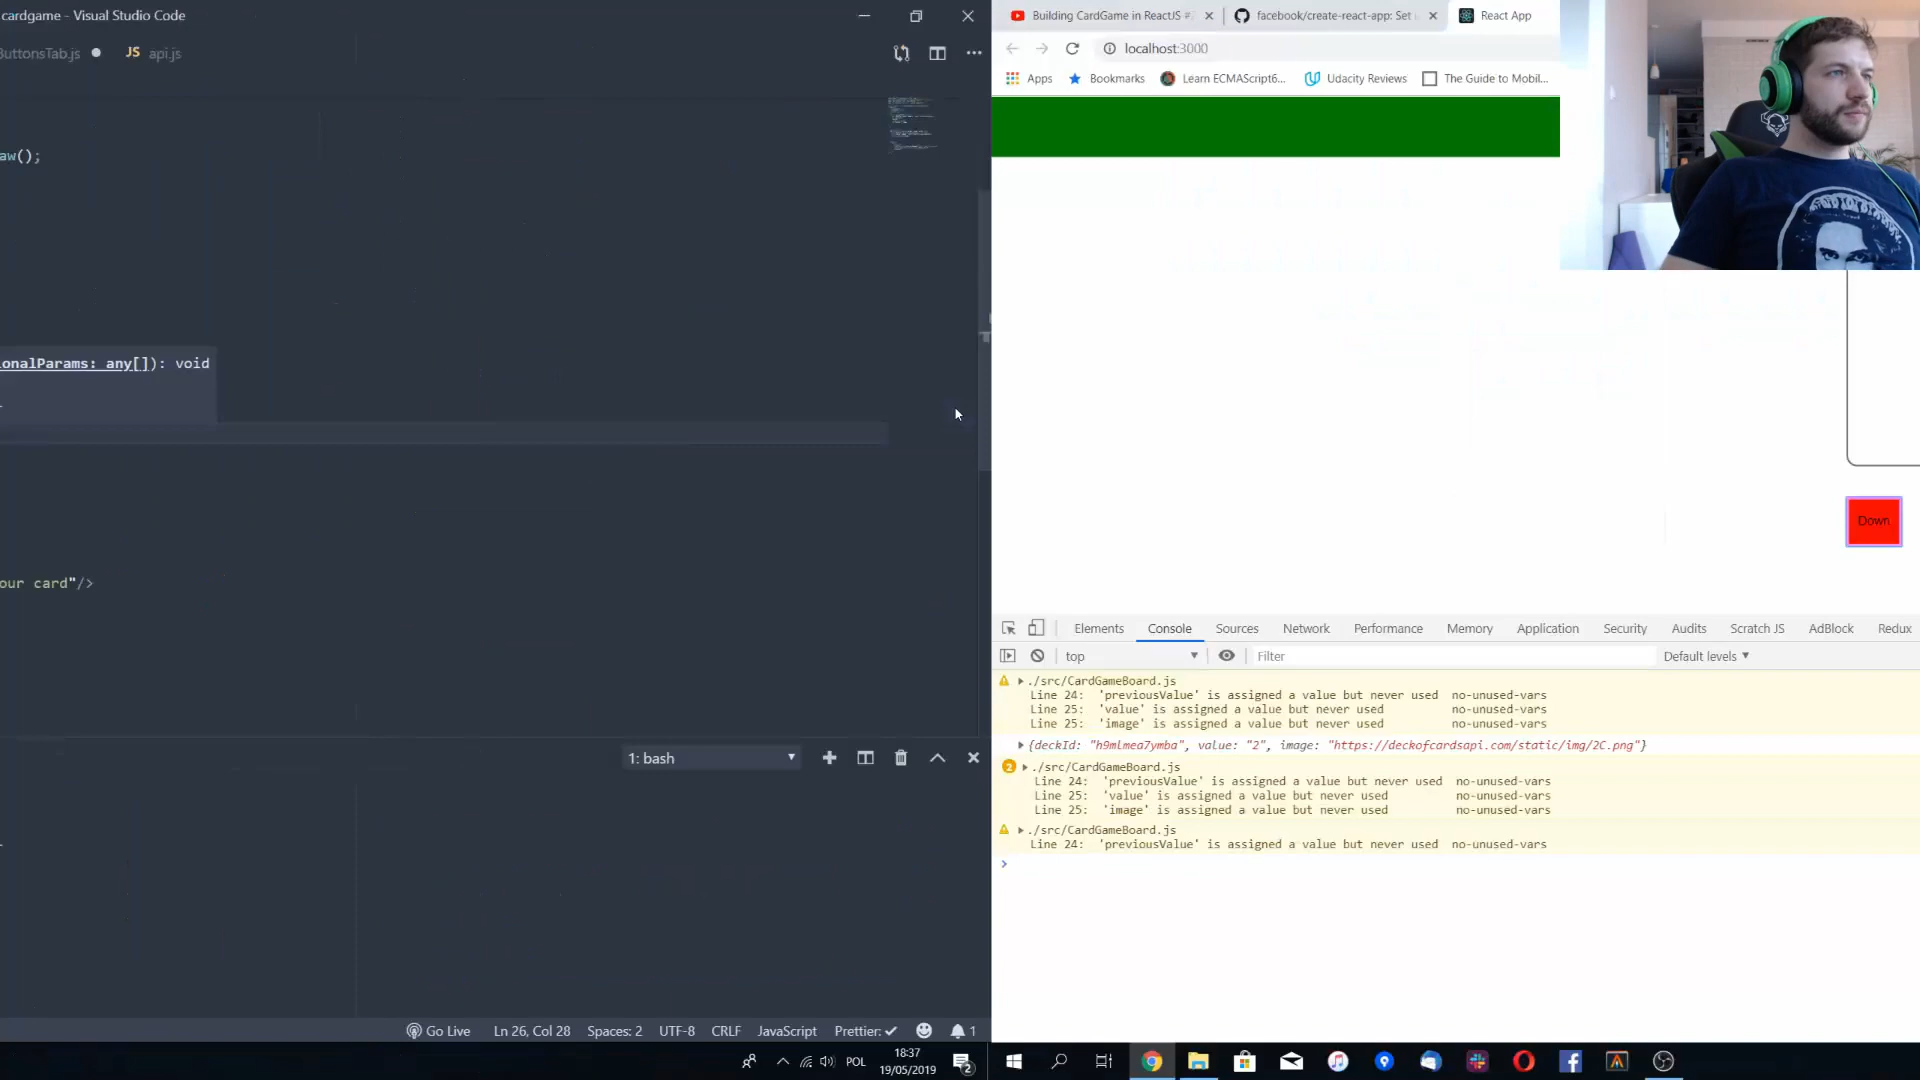 cardgame - Visual Studio Code
ButtonsTab.js
JS api.js
aw();
onalParams: any[]): void
our card"/>
1: bash
Go Live Ln 26, Col 28 Spaces: 2 UTF-8 CRLF JavaScript Prettier: ✓ 1
POL 18:37 19/05/2019 2
Building CardGame in ReactJS #
facebook/create-react-app: Set
React App
localhost:3000
Apps Bookmarks Learn ECMAScript6... Udacity Reviews The Guide to Mobil...
Down
Elements Console Sources Network Performance Memory Application Security Audits Scratch JS AdBlock Redux
top Filter Default levels
./src/CardGameBoard.js
Line 24: 'previousValue' is assigned a value but never used no-unused-vars
Line 25: 'value' is assigned a value but never used no-unused-vars
Line 25: 'image' is assigned a value but never used no-unused-vars
{deckId: "h9mlmea7ymba", value: "2", image: "https://deckofcardsapi.com/static/img/2C.png"}
2 ./src/CardGameBoard.js
Line 24: 'previousValue' is assigned a value but never used no-unused-vars
Line 25: 'value' is assigned a value but never used no-unused-vars
Line 25: 'image' is assigned a value but never used no-unused-vars
./src/CardGameBoard.js
Line 24: 'previousValue' is assigned a value but never used no-unused-vars